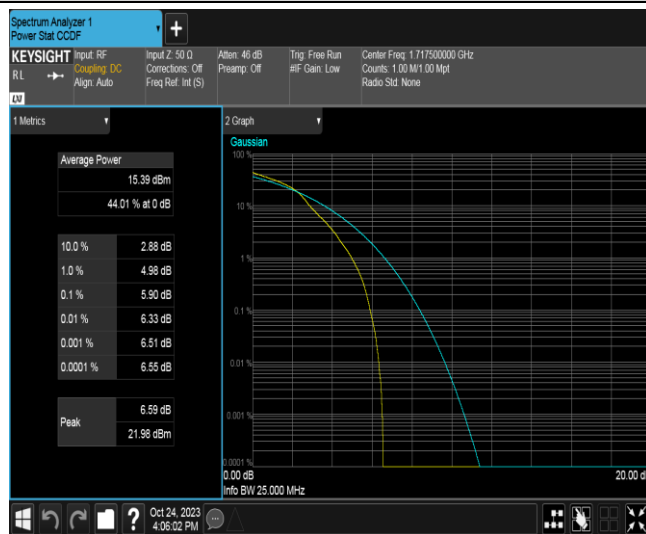 Spectrum Analyzer 1
Power Stat CCDF
+
KEYSIGHT
RL
LXI
Input: RF
Coupling: DC
Align: Auto
Input Z: 50 Ω
Corrections: Off
Freq Ref: Int (S)
Atten: 46 dB
Preamp: Off
Trig: Free Run
#IF Gain: Low
Center Freq: 1.717500000 GHz
Counts: 1.00 M/1.00 Mpt
Radio Std: None
1 Metrics
Average Power
15.39 dBm
44.01 % at 0 dB
10.0 % 2.88 dB
1.0 % 4.98 dB
0.1 % 5.90 dB
0.01 % 6.33 dB
0.001 % 6.51 dB
0.0001 % 6.55 dB
Peak
6.59 dB
21.98 dBm
2 Graph
Gaussian
100 %
10 %
1 %
0.1 %
0.01 %
0.001 %
0.0001 %
0.00 dB 20.00 d
Info BW 25.000 MHz
?
Oct 24, 2023
4:06:02 PM